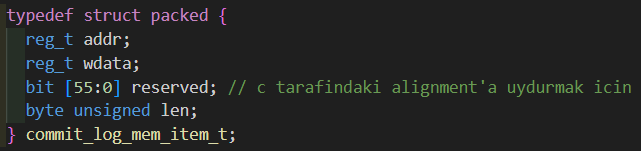 typedef struct packed {
reg_t addr;
reg_t wdata;
bit [55:0] reserved; // c tarafindaki alignment'a uydurmak icin
byte unsigned len;
} commit_log_mem_item_t;